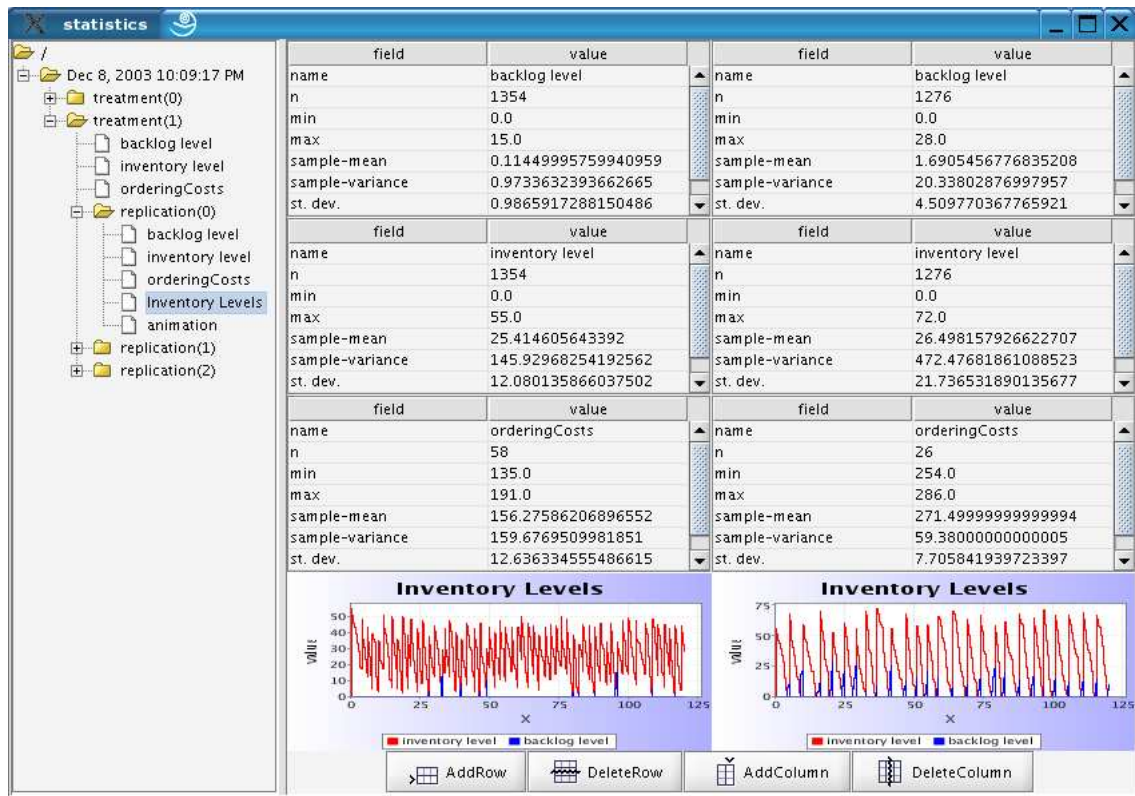 statistics
/
Dec 8, 2003 10:09:17 PM
treatment(0)
treatment(1)
backlog level
inventory level
orderingCosts
replication(0)
backlog level
inventory level
orderingCosts
Inventory Levels
animation
replication(1)
replication(2)
field value
name backlog level
n 1354
min 0.0
max 15.0
sample-mean 0.11449995759940959
sample-variance 0.9733632393662665
st. dev. 0.9865917288150486
field value
name backlog level
n 1276
min 0.0
max 28.0
sample-mean 1.6905456776835208
sample-variance 20.33802876997957
st. dev. 4.509770367765921
field value
name inventory level
n 1354
min 0.0
max 55.0
sample-mean 25.414605643392
sample-variance 145.92968254192562
st. dev. 12.080135866037502
field value
name inventory level
n 1276
min 0.0
max 72.0
sample-mean 26.498157926622707
sample-variance 472.47681861088523
st. dev. 21.736531890135677
field value
name orderingCosts
n 58
min 135.0
max 191.0
sample-mean 156.27586206896552
sample-variance 159.6769509981851
st. dev. 12.636334555486615
field value
name orderingCosts
n 26
min 254.0
max 286.0
sample-mean 271.49999999999994
sample-variance 59.38000000000005
st. dev. 7.705841939723397
Inventory Levels
value
50
40
30
20
10
0
0 25 50 75 100 125
X
inventory level backlog level
Inventory Levels
value
75
50
25
0
0 25 50 75 100 125
X
inventory level backlog level
AddRow DeleteRow AddColumn DeleteColumn